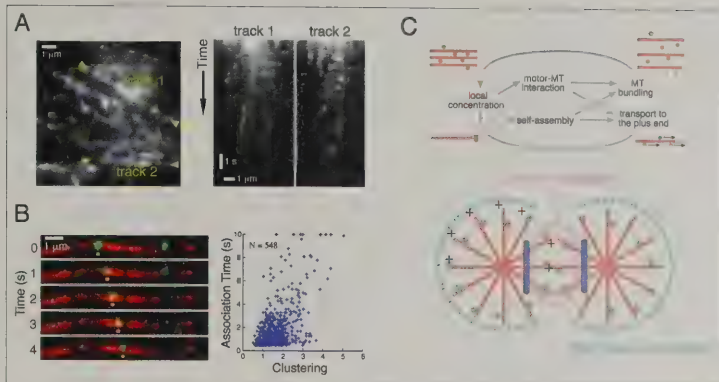 A
1 μm
track 1
track 2
Time
track 1
track 2
1 s
1 μm
B
1 μm
Time (s)
0
1
2
3
4
Association Time (s)
10
8
6
4
2
0
N = 548
0
1
2
3
4
5
6
Clustering
C
motor-MT
interaction
local
concentration
MT
bundling
self-assembly
transport to
the plus end
+
+
+
+
+
+
+
+